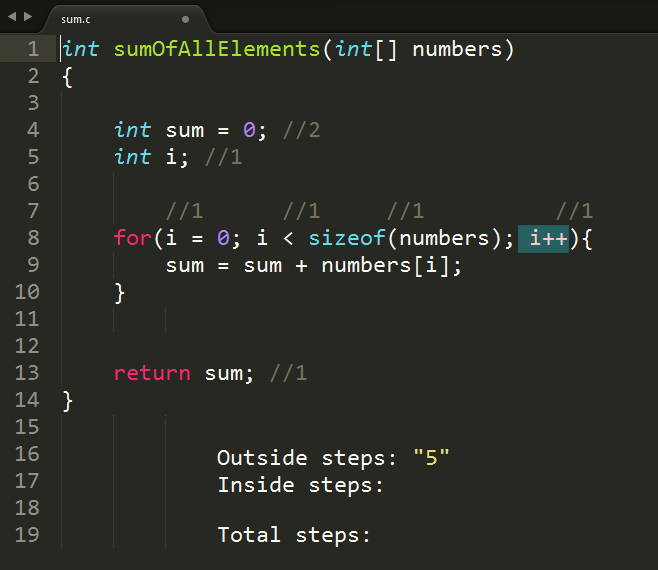 sum.c
1 int sumOfAllElements(int[] numbers)
2 {
3
4 int sum = 0; //2
5 int i; //1
6
7 //1 //1 //1 //1
8 for(i = 0; i < sizeof(numbers); i++){
9 sum = sum + numbers[i];
10 }
11
12
13 return sum; //1
14 }
15
16 Outside steps: "5"
17 Inside steps:
18
19 Total steps: